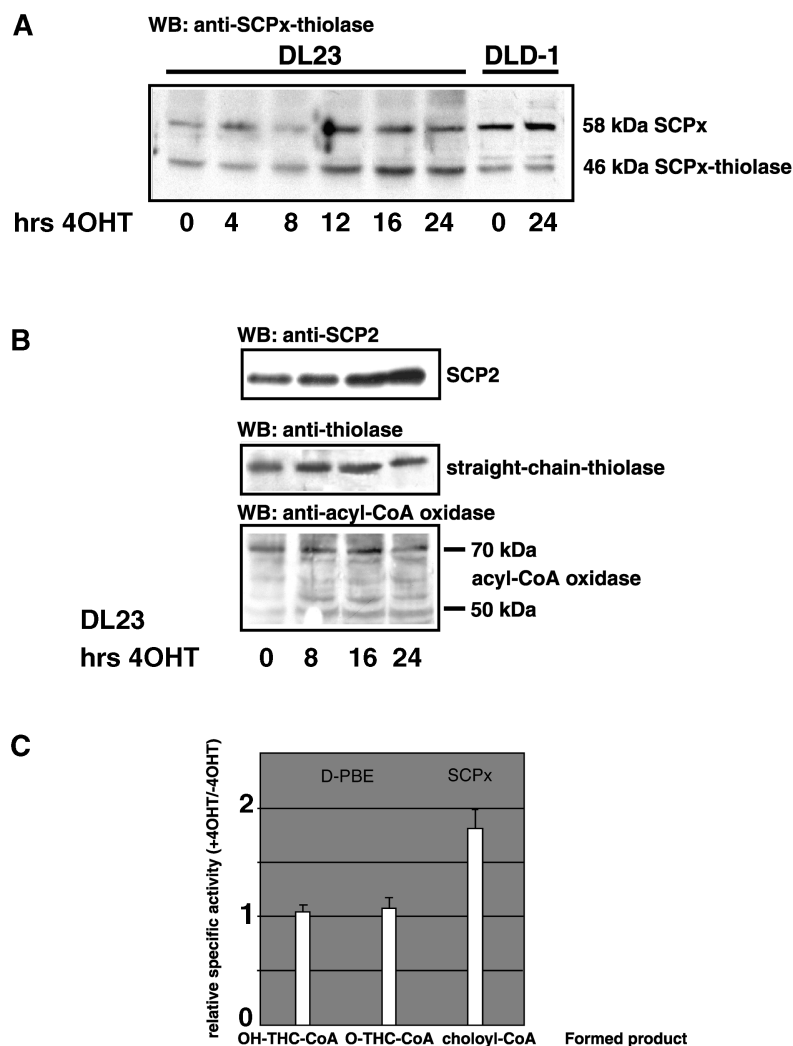 A
WB: anti-SCPx-thiolase
DL23 DLD-1
58 kDa SCPx
46 kDa SCPx-thiolase
hrs 4OHT 0 4 8 12 16 24 0 24
B
WB: anti-SCP2
SCP2
WB: anti-thiolase
straight-chain-thiolase
WB: anti-acyl-CoA oxidase
70 kDa
acyl-CoA oxidase
50 kDa
DL23
hrs 4OHT 0 8 16 24
C
relative specific activity (+4OHT/-4OHT)
D-PBE SCPx
2
1
0
OH-THC-CoA O-THC-CoA choloyl-CoA Formed product